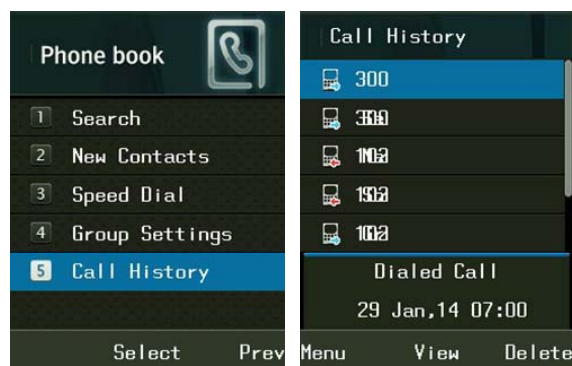 Phone book
1 Search
2 New Contacts
3 Speed Dial
4 Group Settings
5 Call History
Select Prev
Call History
300
Dialed Call
29 Jan,14 07:00
Menu View Delete